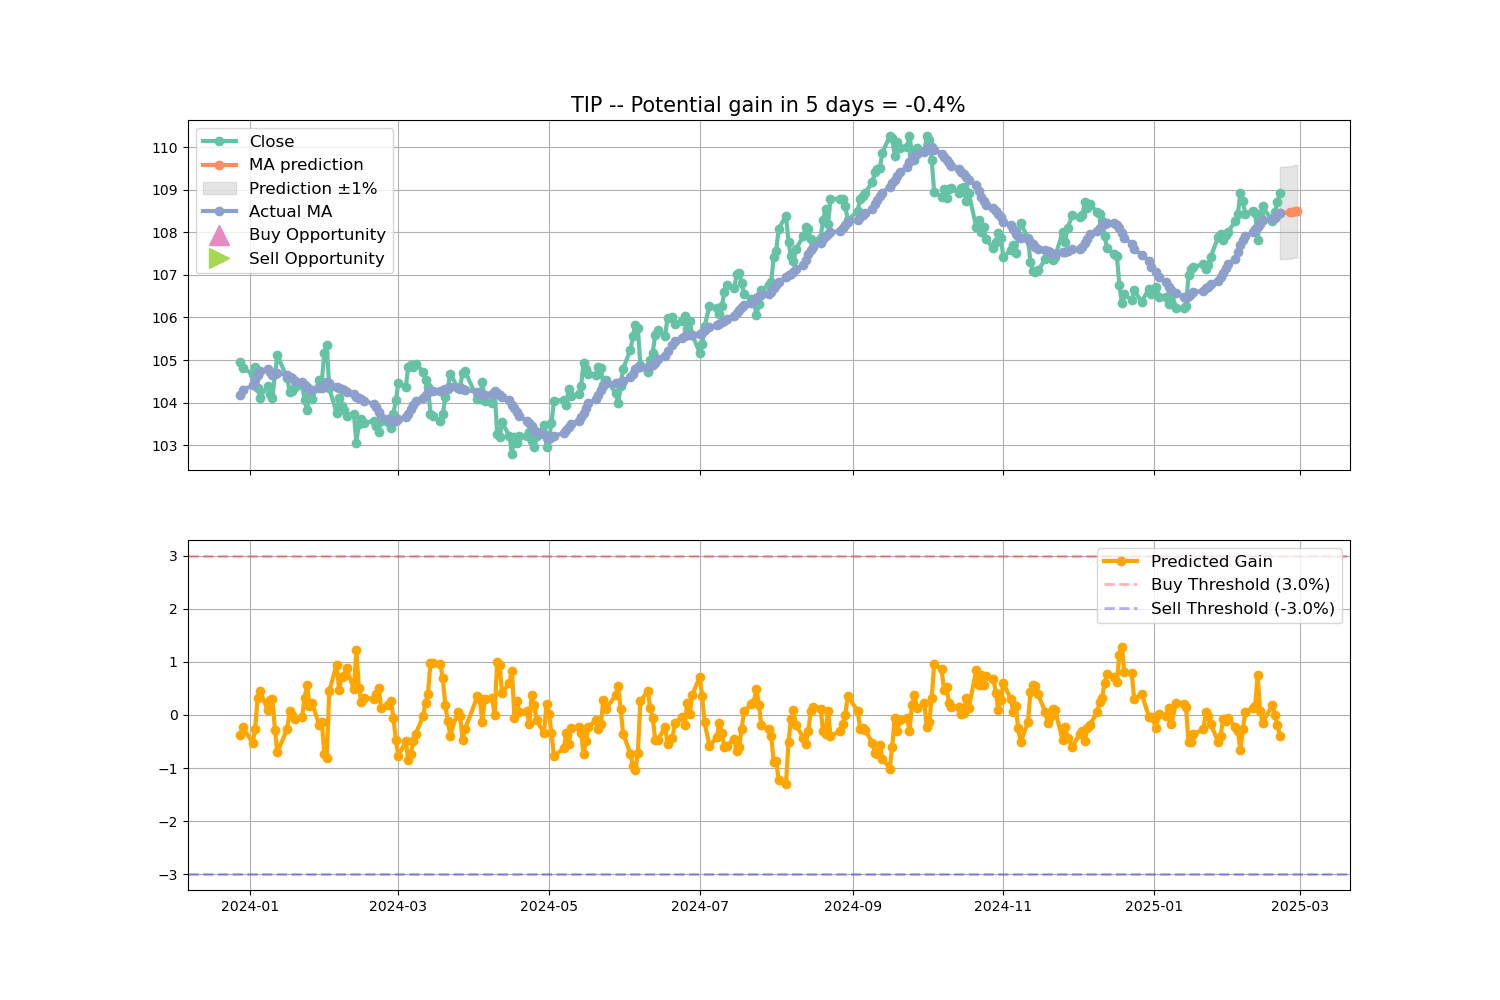 TIP -- Potential gain in 5 days = -0.4%
Close
MA prediction
Prediction ±1%
Actual MA
Buy Opportunity
Sell Opportunity
110
109
108
107
106
105
104
103
Predicted Gain
Buy Threshold (3.0%)
Sell Threshold (-3.0%)
3
2
1
0
−1
−2
−3
2024-01 2024-03 2024-05 2024-07 2024-09 2024-11 2025-01 2025-03